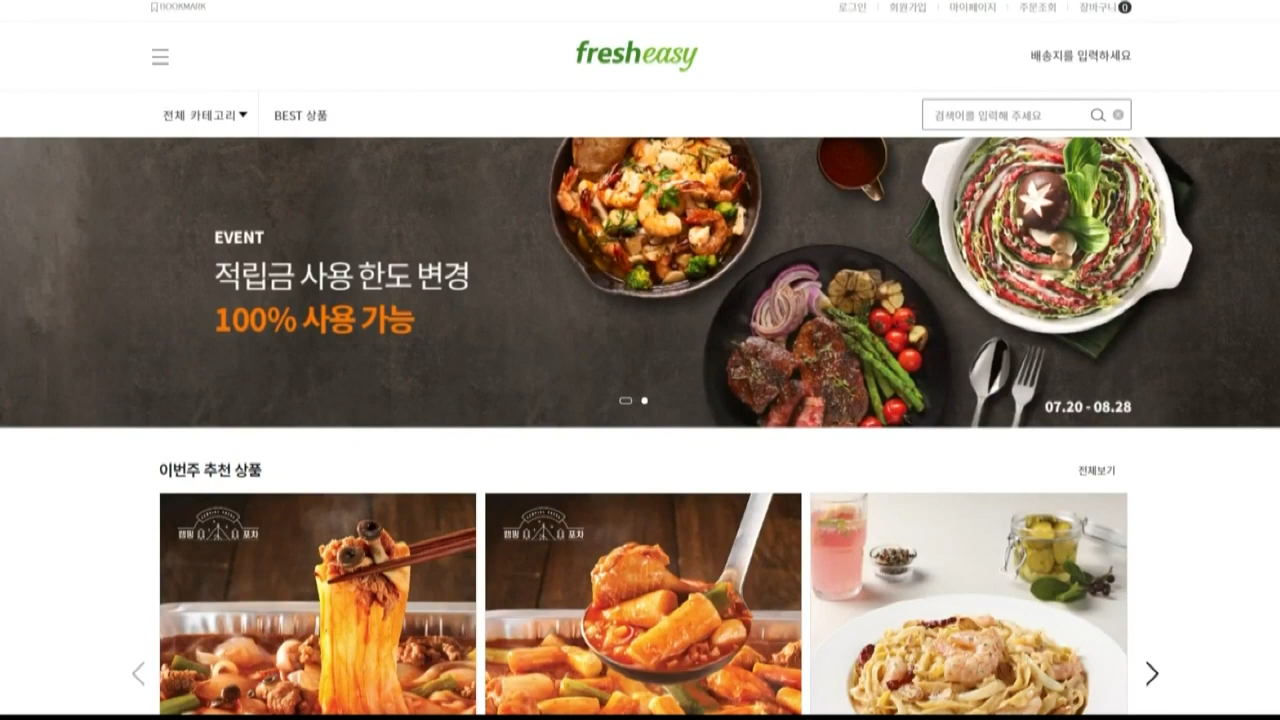 BOOKMARK
로그인
회원가입
마이페이지
주문조회
장바구니 0
fresheasy
배송지를 입력하세요
전체 카테고리
BEST 상품
검색어를 입력해 주세요
EVENT
적립금 사용 한도 변경
100% 사용 가능
07.20 - 08.28
이번주 추천 상품
전체보기
캠핑 포차
캠핑 포차